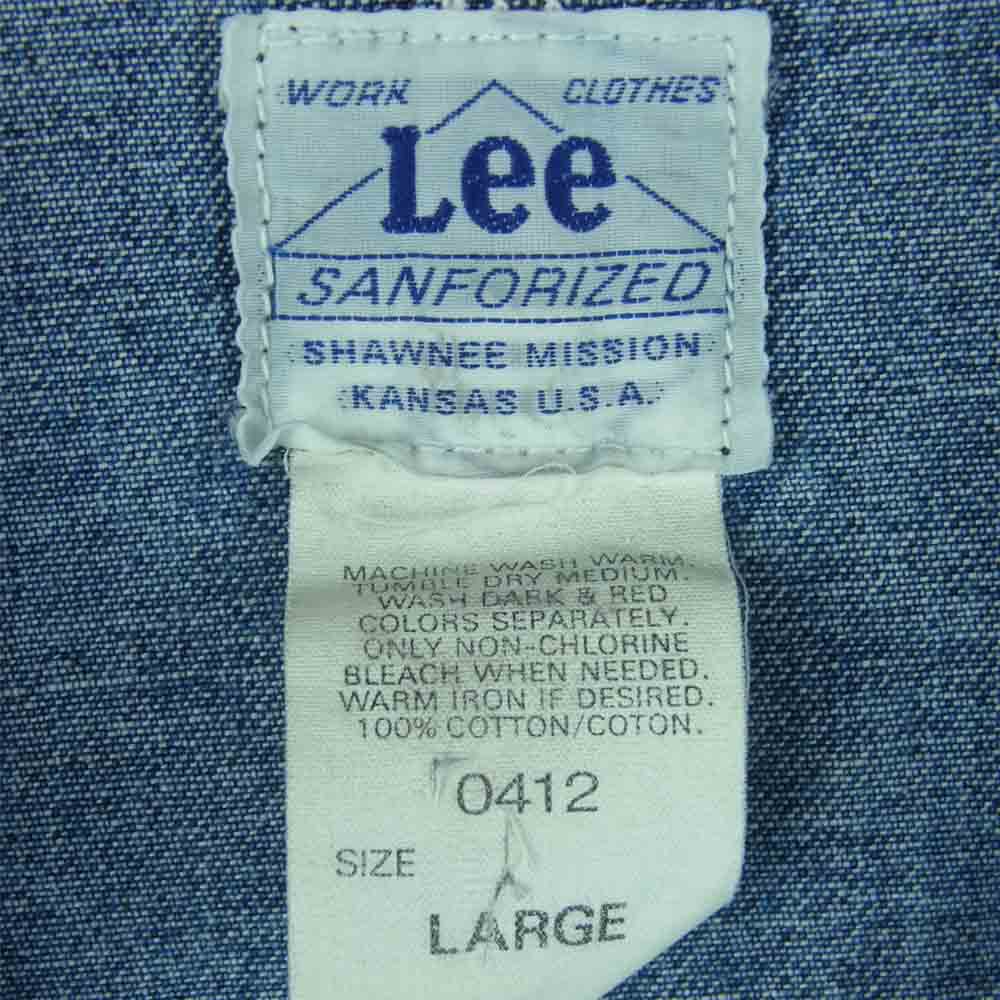 WORK CLOTHES
Lee
SANFORIZED
SHAWNEE MISSION
KANSAS U.S.A.
MACHINE WASH WARM.
TUMBLE DRY MEDIUM.
WASH DARK & RED
COLORS SEPARATELY.
ONLY NON-CHLORINE
BLEACH WHEN NEEDED.
WARM IRON IF DESIRED.
100% COTTON/COTON.
0412
SIZE
LARGE